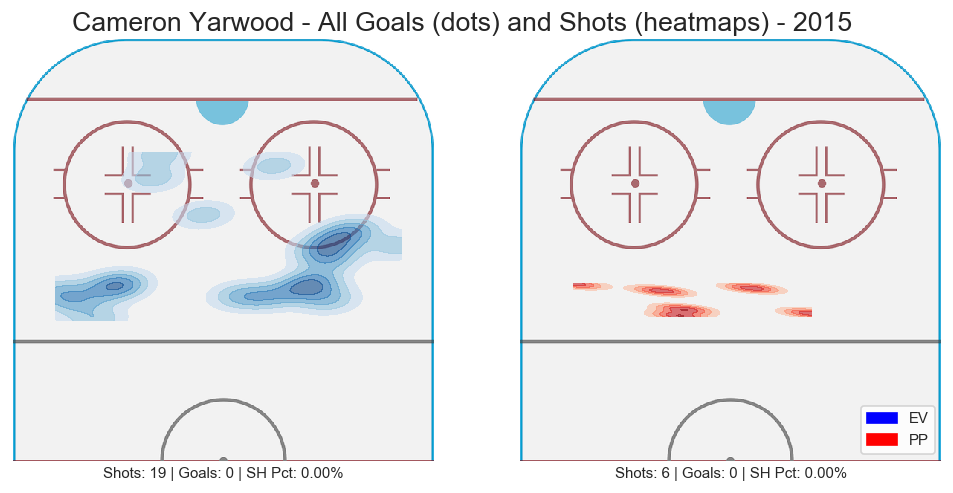 Cameron Yarwood - All Goals (dots) and Shots (heatmaps) - 2015
EV
PP
Shots: 19 | Goals: 0 | SH Pct: 0.00%
Shots: 6 | Goals: 0 | SH Pct: 0.00%